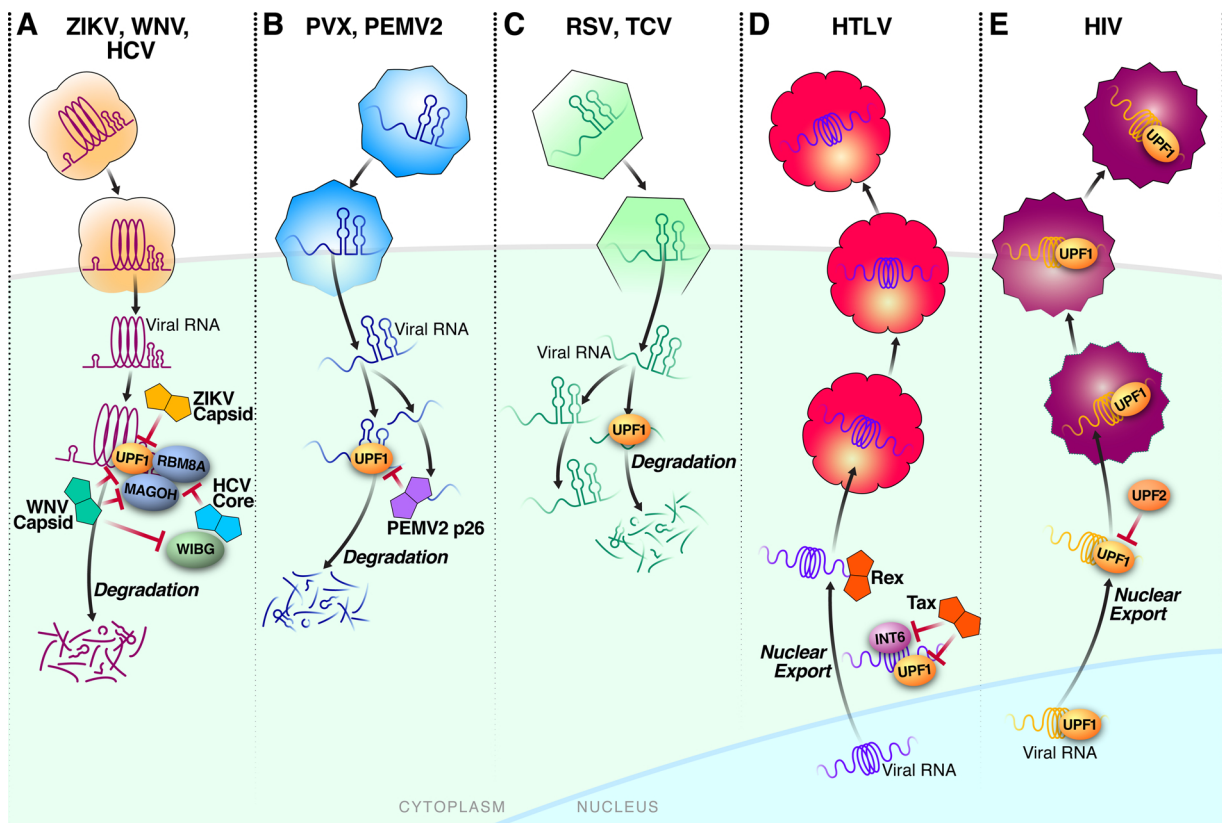 A
ZIKV, WNV,
HCV
Viral RNA
ZIKV
Capsid
UPF1
RBM8A
MAGOH
WNV
Capsid
HCV
Core
WIBG
Degradation
B
PVX, PEMV2
Viral RNA
UPF1
PEMV2 p26
Degradation
C
RSV, TCV
Viral RNA
UPF1
Degradation
D
HTLV
Rex
Tax
INT6
UPF1
Nuclear
Export
Viral RNA
E
HIV
UPF1
UPF1
UPF1
UPF2
UPF1
Nuclear
Export
UPF1
Viral RNA
CYTOPLASM
NUCLEUS